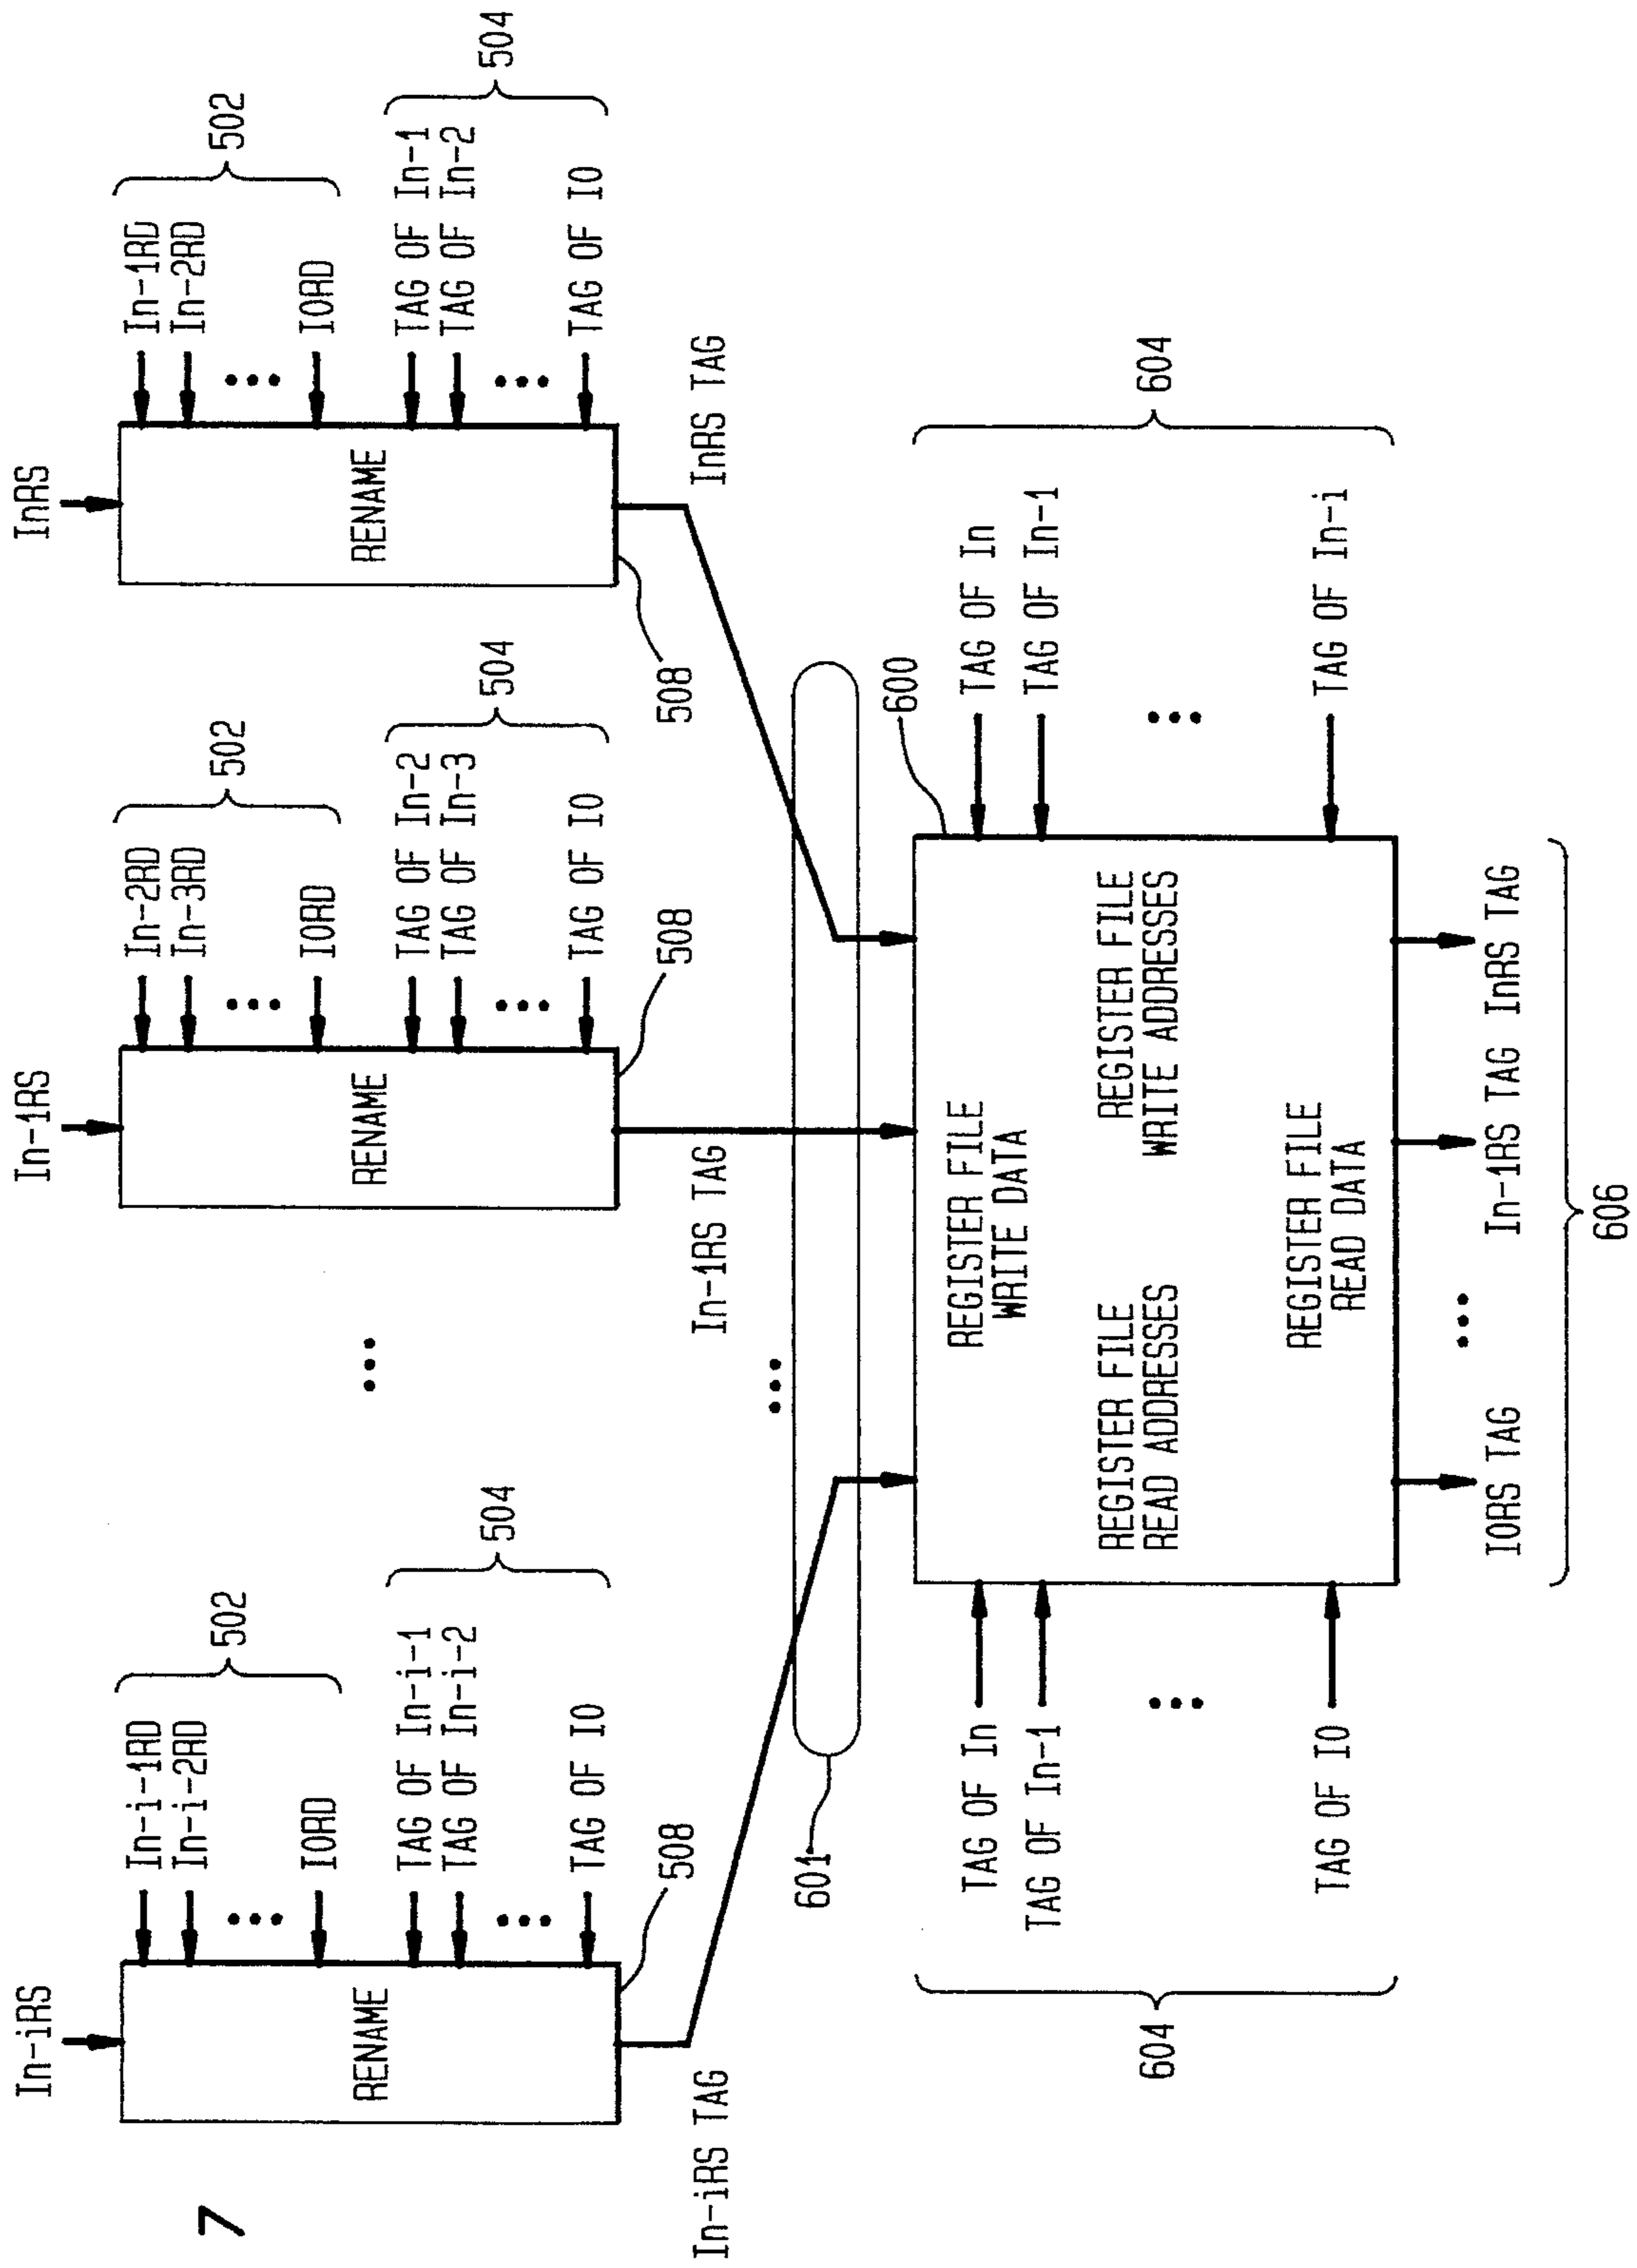 7
In-iRS
RENAME
In-i-1RD
In-i-2RD
•••
IORD
502
TAG OF In-i-1
TAG OF In-i-2
•••
TAG OF IO
504
508
In-iRS TAG
•••
In-1RS
RENAME
In-2RD
In-3RD
•••
IORD
502
TAG OF In-2
TAG OF In-3
•••
TAG OF IO
504
508
In-1RS TAG
InRS
RENAME
In-1RD
In-2RD
•••
IORD
502
TAG OF In-1
TAG OF In-2
•••
TAG OF IO
504
508
InRS TAG
•••
601
600
604
TAG OF In
TAG OF In-1
•••
TAG OF IO
REGISTER FILE
WRITE DATA
REGISTER FILE
READ ADDRESSES
REGISTER FILE
WRITE ADDRESSES
REGISTER FILE
READ DATA
TAG OF In
TAG OF In-1
•••
TAG OF In-i
604
IORS TAG
•••
In-1RS TAG
InRS TAG
606